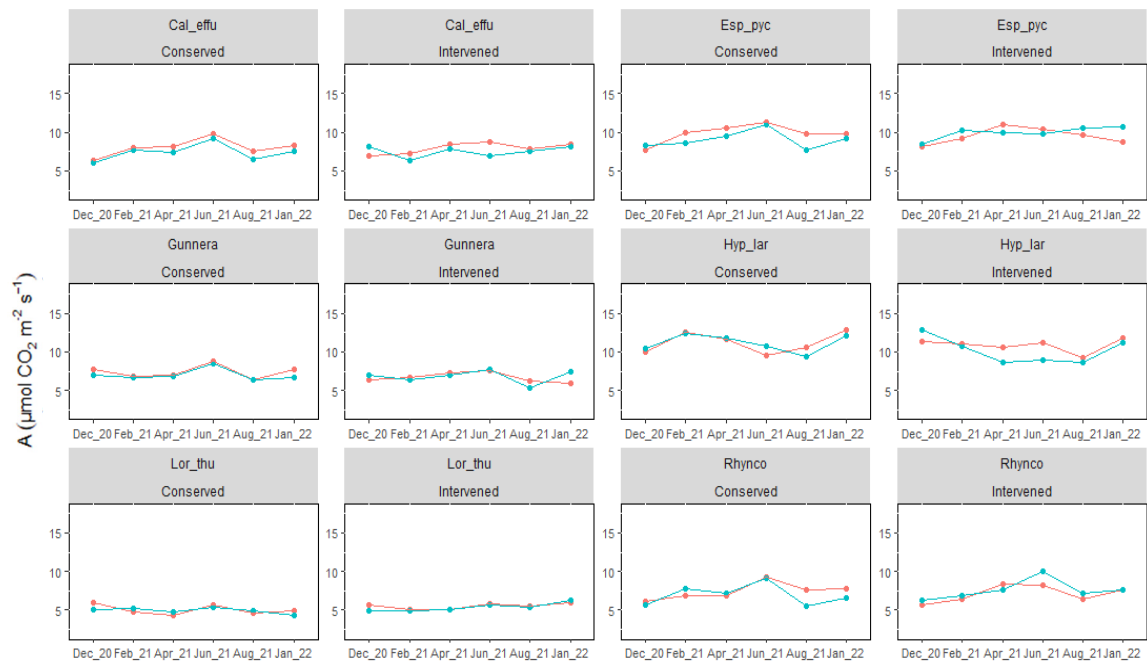 Cal_effu Cal_effu Esp_pyc Esp_pyc
Conserved Intervened Conserved Intervened
15 15 15 15
10 10 10 10
5 5 5 5
Dec_20 Feb_21 Apr_21 Jun_21 Aug_21 Jan_22 Dec_20 Feb_21 Apr_21 Jun_21 Aug_21 Jan_22 Dec_20 Feb_21 Apr_21 Jun_21 Aug_21 Jan_22 Dec_20 Feb_21 Apr_21 Jun_21 Aug_21 Jan_22
Gunnera Gunnera Hyp_lar Hyp_lar
Conserved Intervened Conserved Intervened
A (µmol CO₂ m⁻² s⁻¹)
15 15 15 15
10 10 10 10
5 5 5 5
Dec_20 Feb_21 Apr_21 Jun_21 Aug_21 Jan_22 Dec_20 Feb_21 Apr_21 Jun_21 Aug_21 Jan_22 Dec_20 Feb_21 Apr_21 Jun_21 Aug_21 Jan_22 Dec_20 Feb_21 Apr_21 Jun_21 Aug_21 Jan_22
Lor_thu Lor_thu Rhynco Rhynco
Conserved Intervened Conserved Intervened
15 15 15 15
10 10 10 10
5 5 5 5
Dec_20 Feb_21 Apr_21 Jun_21 Aug_21 Jan_22 Dec_20 Feb_21 Apr_21 Jun_21 Aug_21 Jan_22 Dec_20 Feb_21 Apr_21 Jun_21 Aug_21 Jan_22 Dec_20 Feb_21 Apr_21 Jun_21 Aug_21 Jan_22